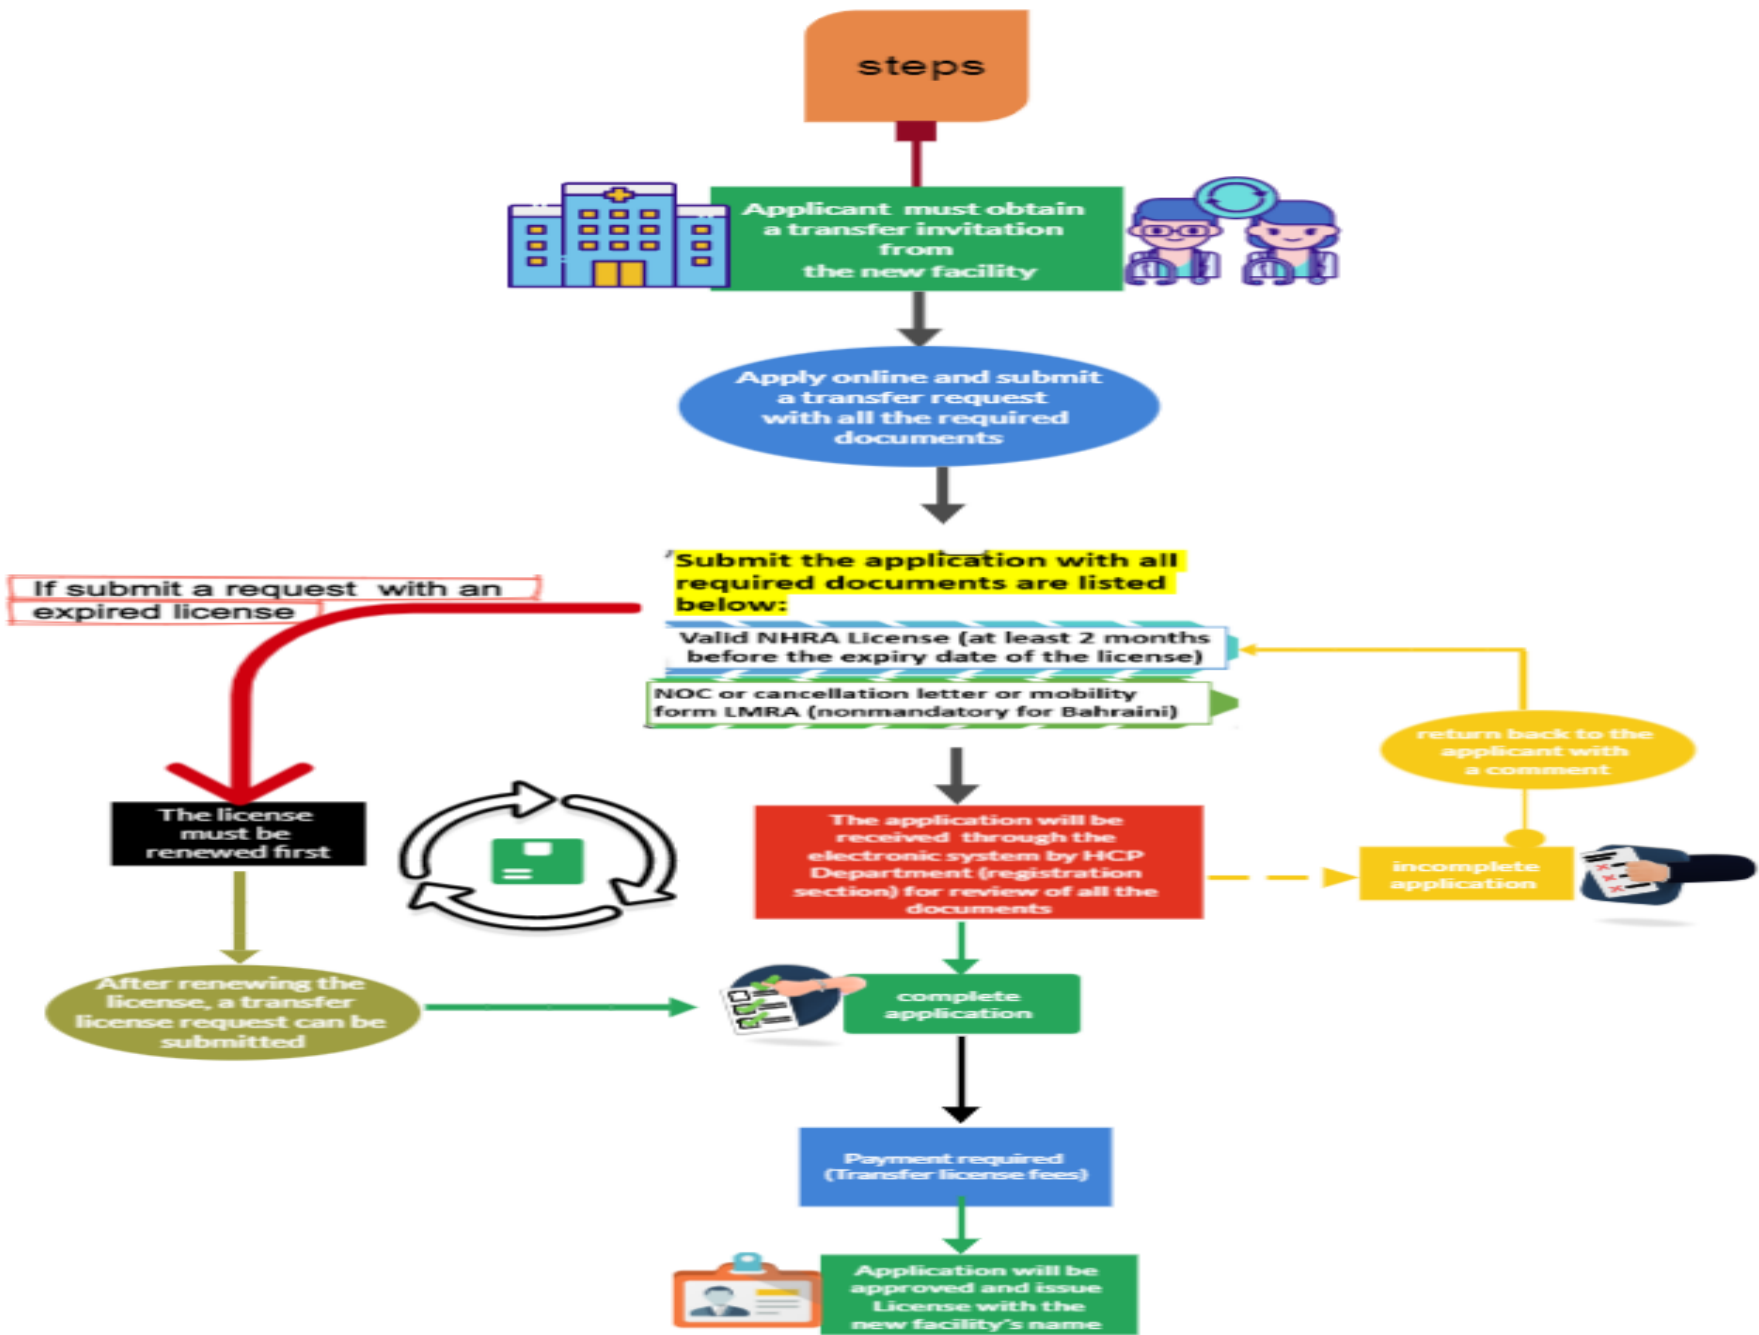 steps
Applicant must obtain
a transfer invitation
from
the new facility
Apply online and submit
a transfer request
with all the required
documents
Submit the application with all
required documents are listed
below:
If submit a request with an
expired license
Valid NHRA License (at least 2 months
before the expiry date of the license)
NOC or cancellation letter or mobility
form LMRA (nonmandatory for Bahraini)
return back to the
applicant with
a comment
The license
must be
renewed first
The application will be
received through the
electronic system by HCP
Department (registration
section) for review of all the
documents
incomplete
application
After renewing the
license, a transfer
license request can be
submitted
complete
application
Payment required
(Transfer license fees)
Application will be
approved and issue
License with the
new facility's name